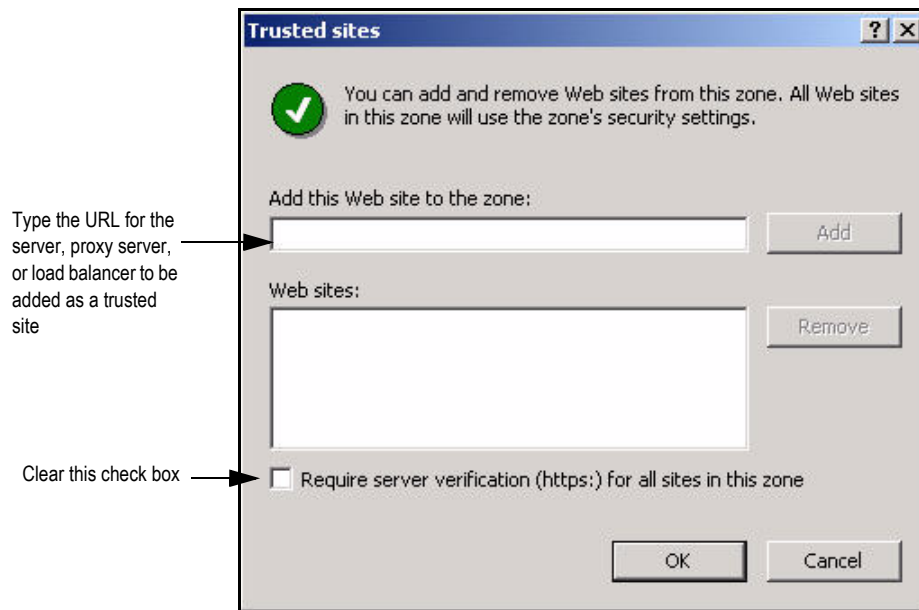 Trusted sites
You can add and remove Web sites from this zone. All Web sites
in this zone will use the zone's security settings.
Add this Web site to the zone:
Add
Type the URL for the
server, proxy server,
or load balancer to be
added as a trusted
site
Web sites:
Remove
Clear this check box
Require server verification (https:) for all sites in this zone
OK
Cancel